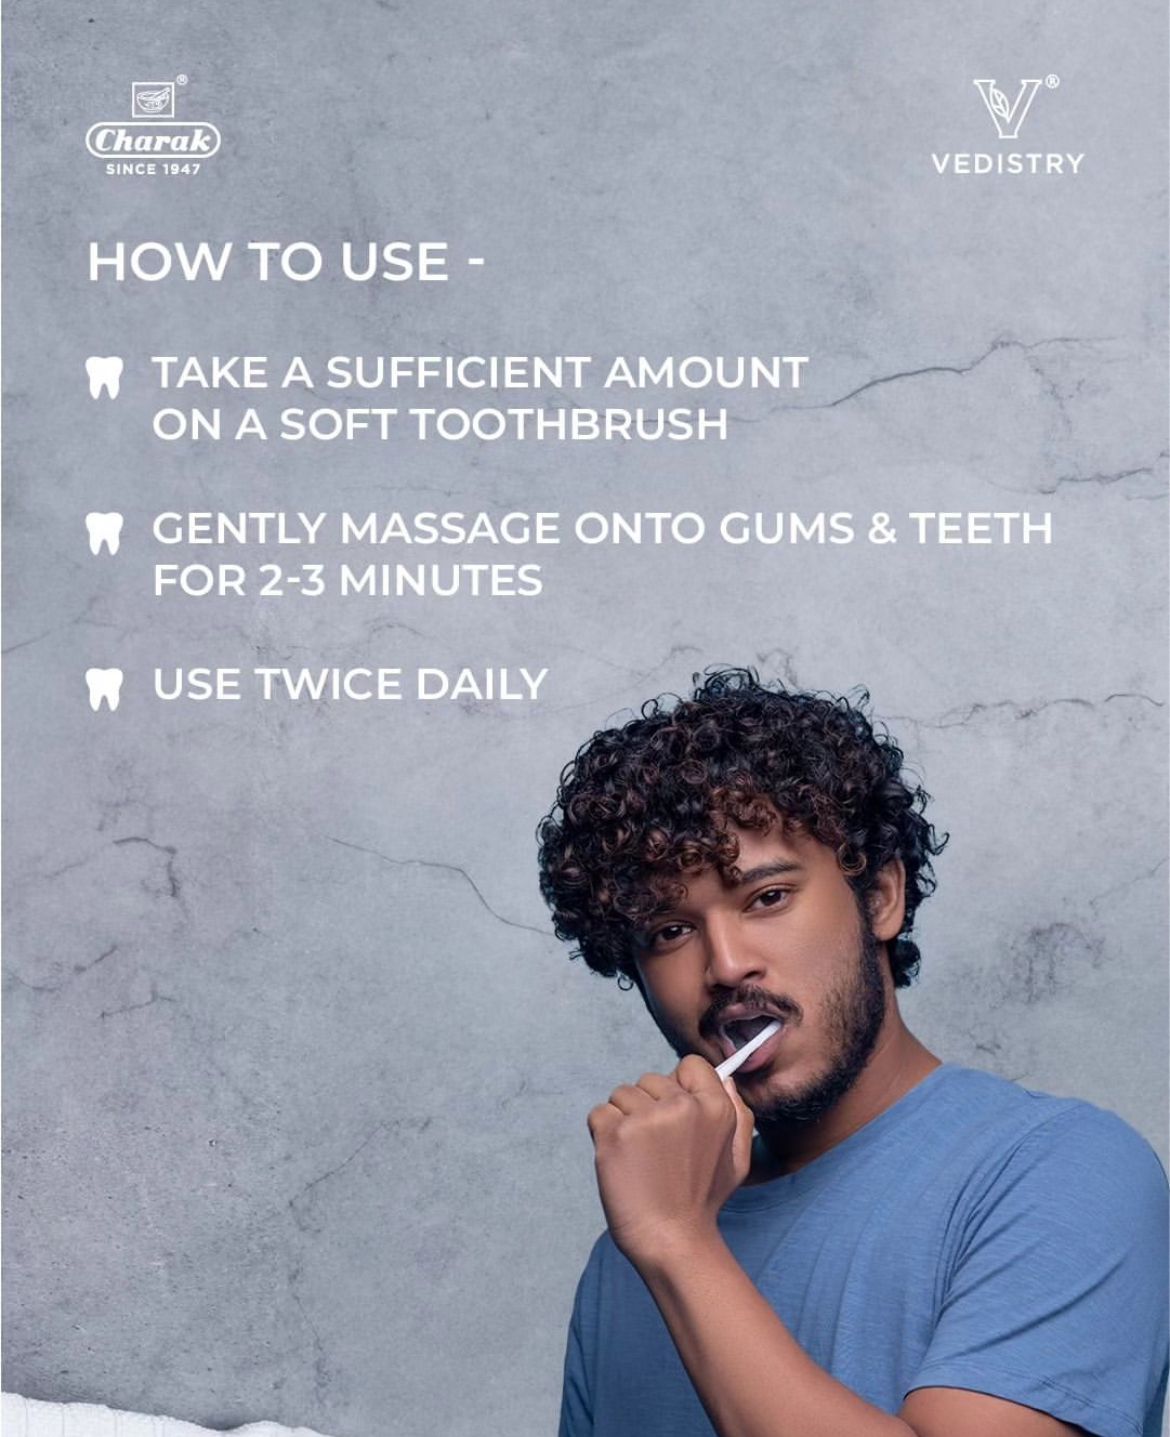 Charak
SINCE 1947
VEDISTRY
HOW TO USE -
TAKE A SUFFICIENT AMOUNT
ON A SOFT TOOTHBRUSH
GENTLY MASSAGE ONTO GUMS & TEETH
FOR 2-3 MINUTES
USE TWICE DAILY